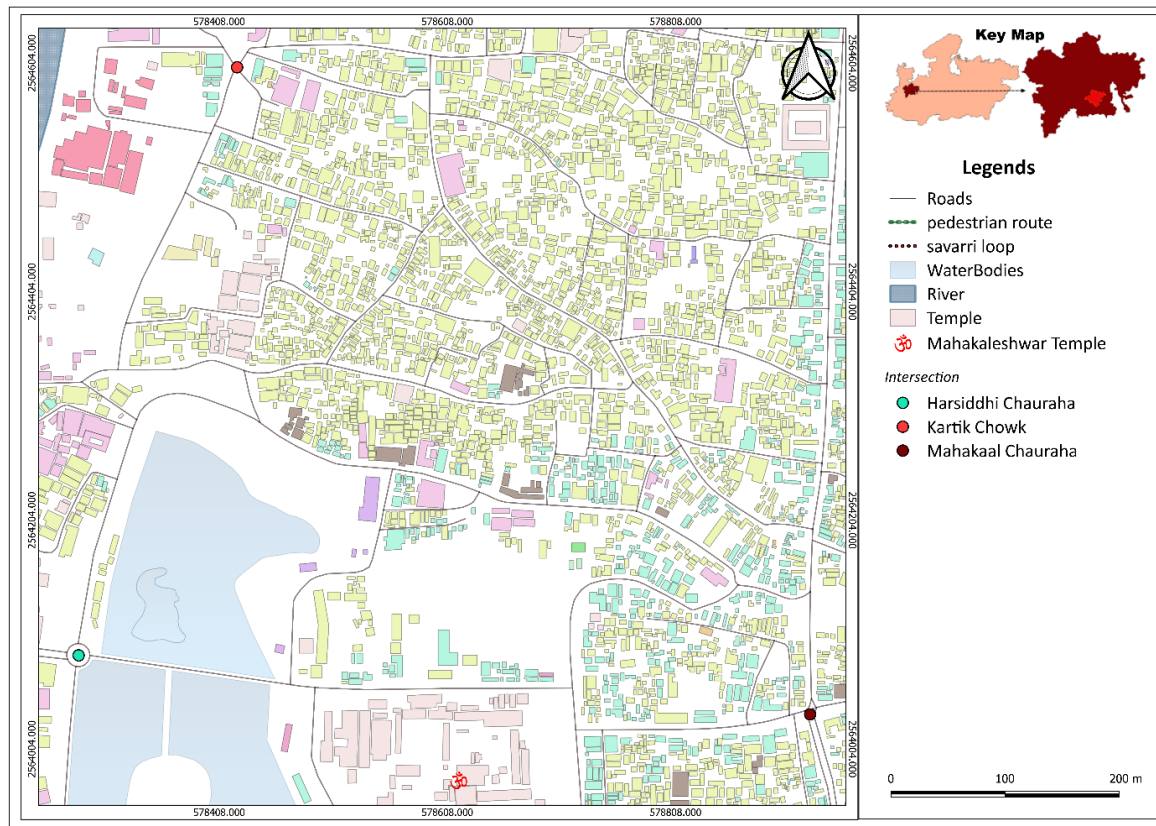 578408.000 578608.000 578808.000
2564604.000 2564604.000
2564404.000 2564404.000
2564204.000 2564204.000
2564004.000 2564004.000
578408.000 578608.000 578808.000
ॐ
Key Map
Legends
Roads
pedestrian route
savarri loop
WaterBodies
River
Temple
ॐ Mahakaleshwar Temple
Intersection
Harsiddhi Chauraha
Kartik Chowk
Mahakaal Chauraha
0 100 200 m